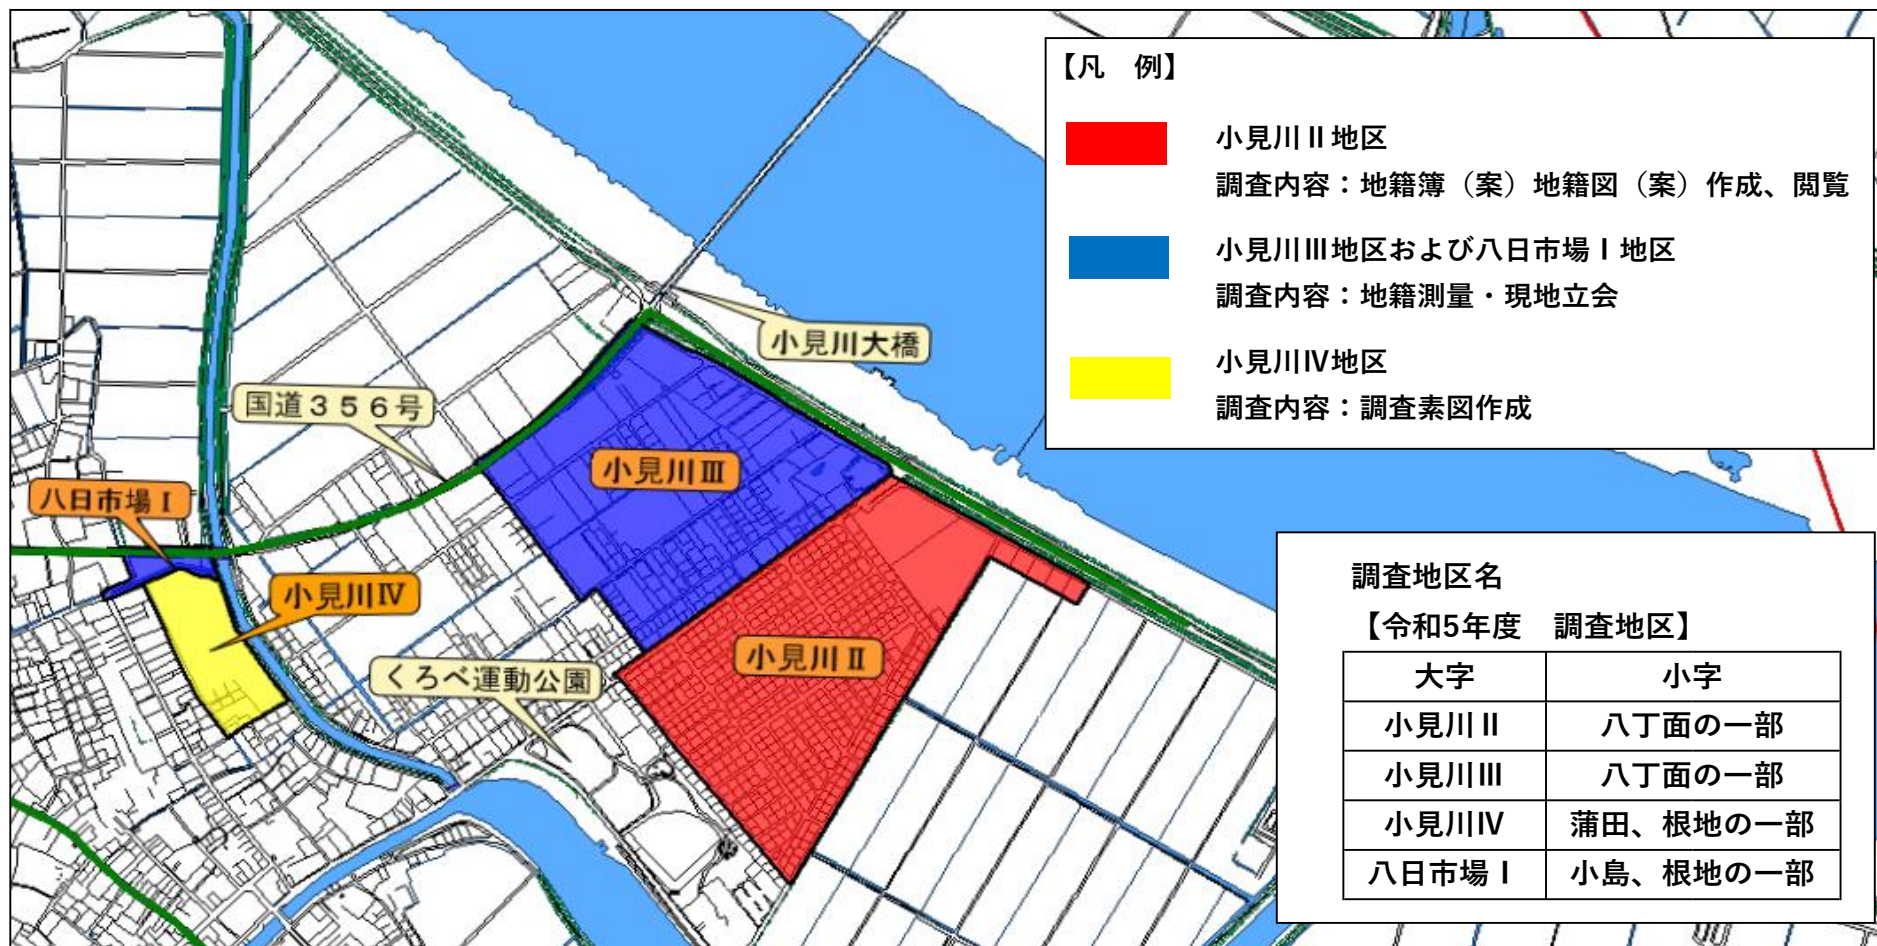 【凡　例】
小見川Ⅱ地区
調査内容：地籍簿（案）地籍図（案）作成、閲覧
小見川Ⅲ地区および八日市場Ⅰ地区
調査内容：地籍測量・現地立会
小見川Ⅳ地区
調査内容：調査素図作成
小見川大橋
国道３５６号
小見川Ⅲ
八日市場Ⅰ
小見川Ⅳ
小見川Ⅱ
くろべ運動公園
調査地区名
【令和5年度　調査地区】
大字　小字
小見川Ⅱ　八丁面の一部
小見川Ⅲ　八丁面の一部
小見川Ⅳ　蒲田、根地の一部
八日市場Ⅰ　小島、根地の一部